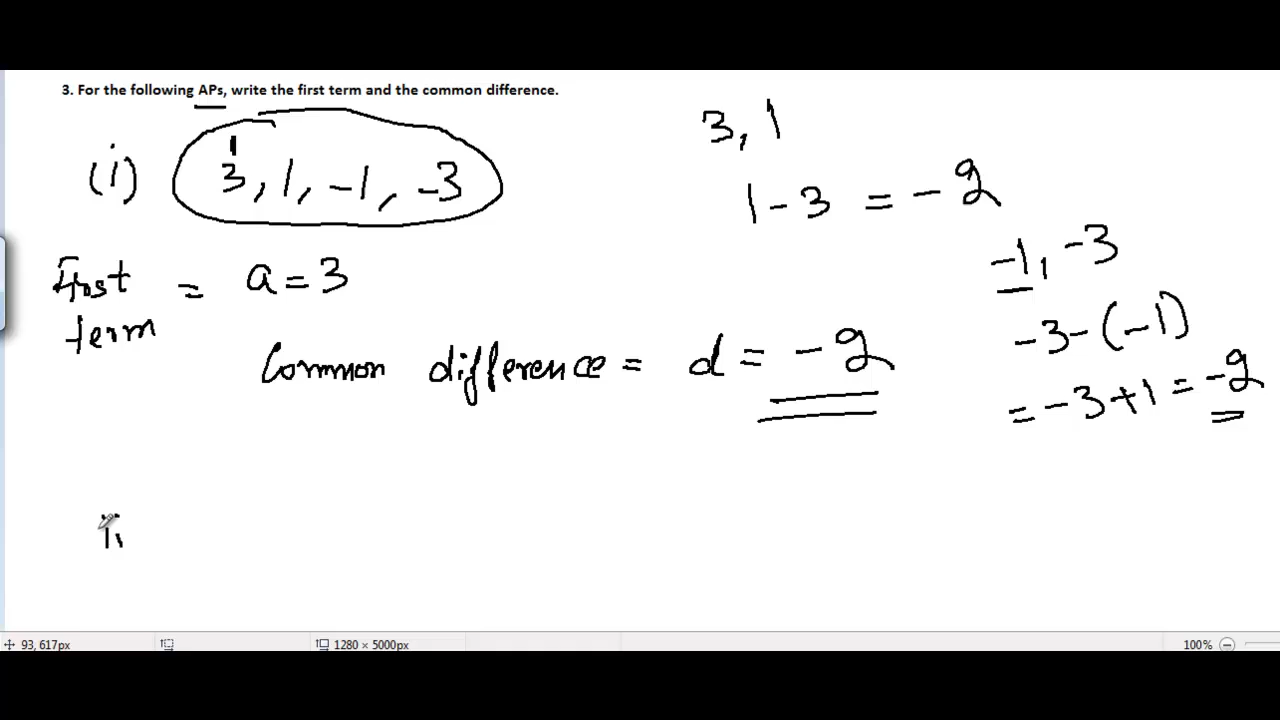 3. For the following APs, write the first term and the common difference.
(i) 3, 1, -1, -3
First term = a = 3
Common difference = d = -2
3, 1
1 - 3 = -2
-1, -3
-3 - (-1)
= -3 + 1 = -2
ii
93, 617px 1280 × 5000px 100%